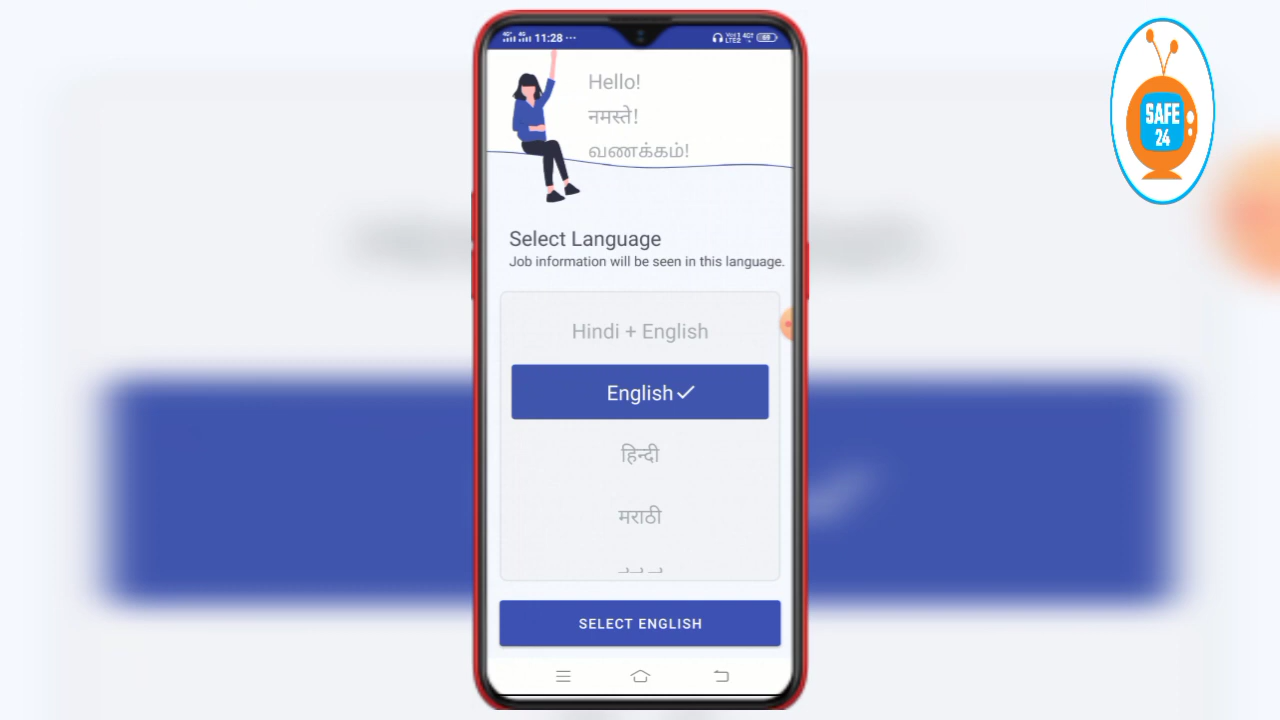 11:28
69
Hello!
नमस्ते!
வணக்கம்!
SAFE
24
Select Language
Job information will be seen in this language.
Hindi + English
English
हिन्दी
मराठी
SELECT ENGLISH